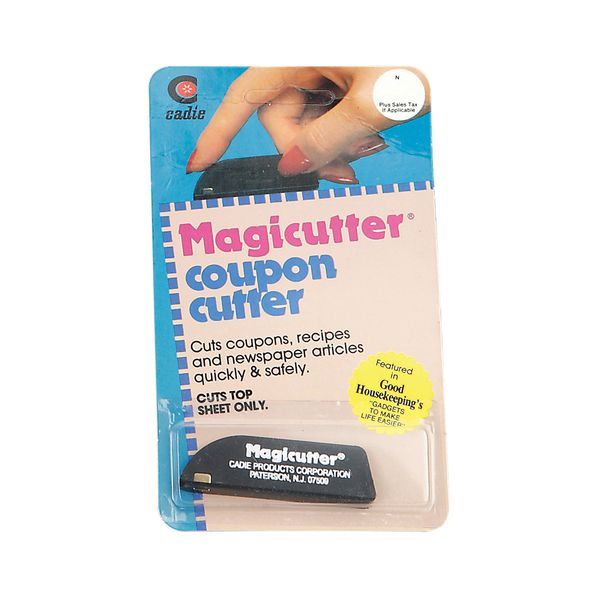 cadie
N
Plus Sales Tax
If Applicable
Magicutter®
coupon
cutter
Cuts coupons, recipes
and newspaper articles
quickly & safely.
CUTS TOP
SHEET ONLY.
Featured
in
Good
Housekeeping's
"GADGETS
TO MAKE
LIFE EASIER"
Magicutter®
CADIE PRODUCTS CORPORATION
PATERSON, N.J. 07509